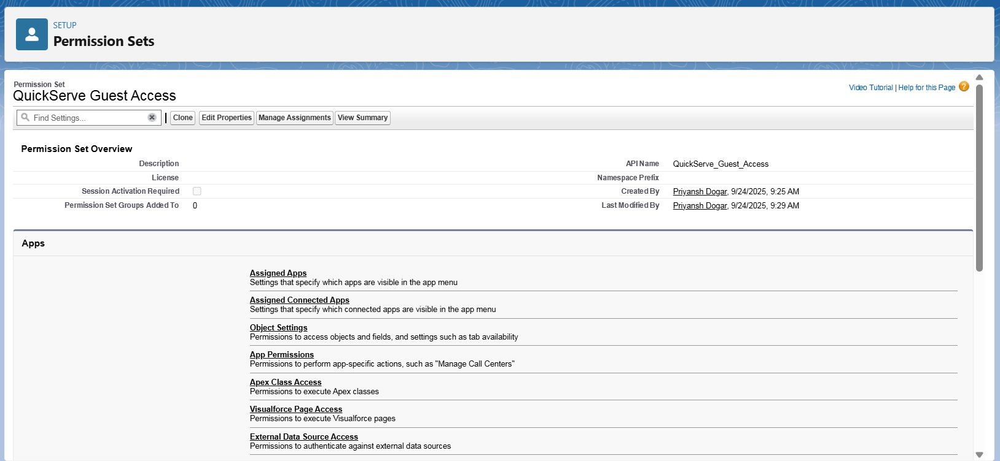 SETUP
Permission Sets
Permission Set
QuickServe Guest Access
Video Tutorial | Help for this Page ?
Find Settings...
Clone Edit Properties Manage Assignments View Summary
Permission Set Overview
Description API Name QuickServe_Guest_Access
License Namespace Prefix
Session Activation Required Created By Priyansh Dogar, 9/24/2025, 9:25 AM
Permission Set Groups Added To 0 Last Modified By Priyansh Dogar, 9/24/2025, 9:29 AM
Apps
Assigned Apps
Settings that specify which apps are visible in the app menu
Assigned Connected Apps
Settings that specify which connected apps are visible in the app menu
Object Settings
Permissions to access objects and fields, and settings such as tab availability
App Permissions
Permissions to perform app-specific actions, such as "Manage Call Centers"
Apex Class Access
Permissions to execute Apex classes
Visualforce Page Access
Permissions to execute Visualforce pages
External Data Source Access
Permissions to authenticate against external data sources